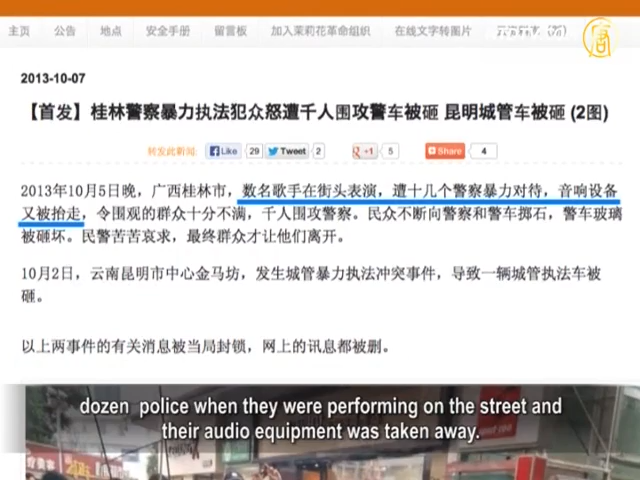 主页 公告 地点 安全手册 留言板 加入茉莉花革命组织 在线文字转图片
2013-10-07
【首发】桂林警察暴力执法犯众怒遭千人围攻警车被砸 昆明城管车被砸 (2图)
转发此新闻: Like 29 Tweet 2 +1 5 Share 4
2013年10月5日晚，广西桂林市，数名歌手在街头表演，遭十几个警察暴力对待，音响设备
又被抬走，令围观的群众十分不满，千人围攻警察。民众不断向警察和警车掷石，警车玻璃
被砸坏。民警苦苦哀求，最终群众才让他们离开。
10月2日，云南昆明市中心金马坊，发生城管暴力执法冲突事件，导致一辆城管执法车被
砸。
以上两事件的有关消息被当局封锁，网上的讯息都被删。
dozen police when they were performing on the street and
their audio equipment was taken away.